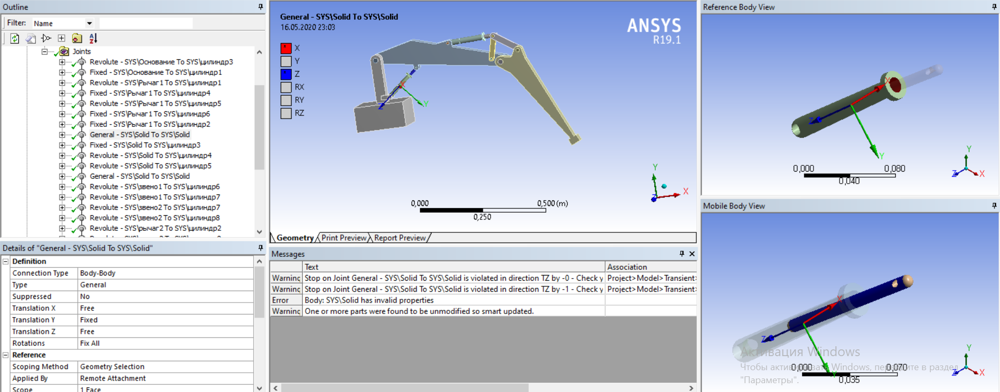 Outline
Filter: Name
Joints
Revolute - SYS\Основание To SYS\цилиндр3
Fixed - SYS\Основание To SYS\цилиндр1
Revolute - SYS\Рычаг1 To SYS\цилиндр1
Fixed - SYS\Рычаг1 To SYS\цилиндр4
Revolute - SYS\Рычаг1 To SYS\цилиндр5
Fixed - SYS\Рычаг1 To SYS\цилиндр6
Fixed - SYS\Рычаг1 To SYS\цилиндр2
General - SYS\Solid To SYS\Solid
Fixed - SYS\Solid To SYS\цилиндр3
Revolute - SYS\Solid To SYS\цилиндр4
Revolute - SYS\Solid To SYS\цилиндр5
General - SYS\Solid To SYS\Solid
Revolute - SYS\звено1 To SYS\цилиндр6
Revolute - SYS\звено1 To SYS\цилиндр7
Revolute - SYS\звено2 To SYS\цилиндр7
Revolute - SYS\звено2 To SYS\цилиндр8
Revolute - SYS\рычаг2 To SYS\цилиндр2
Details of "General - SYS\Solid To SYS\Solid"
Definition
Connection Type Body-Body
Type General
Suppressed No
Translation X Free
Translation Y Fixed
Translation Z Free
Rotations Fix All
Reference
Scoping Method Geometry Selection
Applied By Remote Attachment
Scope 1 Face
General - SYS\Solid To SYS\Solid
16.05.2020 23:03
ANSYS
R19.1
X
Y
Z
RX
RY
RZ
X
Y
Z
Y
X
Z
0,000 0,500 (m)
0,250
Geometry Print Preview Report Preview
Messages
Text Association
Warning Stop on Joint General - SYS\Solid To SYS\Solid is violated in direction TZ by -0 - Check y Project>Model>Transient>
Warning Stop on Joint General - SYS\Solid To SYS\Solid is violated in direction TZ by -1 - Check y Project>Model>Transient>
Error Body: SYS\Solid has invalid properties
Warning One or more parts were found to be unmodified so smart updated.
Reference Body View
X
Z
Y
0,000 0,080
0,040
Y
Z X
Mobile Body View
X
Z
Y
0,000 0,070
0,035
Y
Z X
Активация Windows
Чтобы активировать Windows, перейдите в раздел
"Параметры".